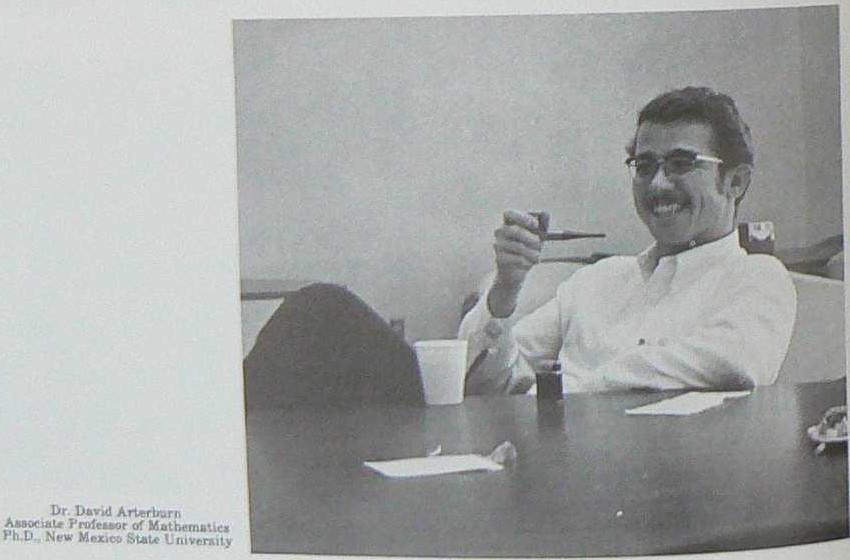 Dr. David Arterburn
Associate Professor of Mathematics
Ph.D., New Mexico State University